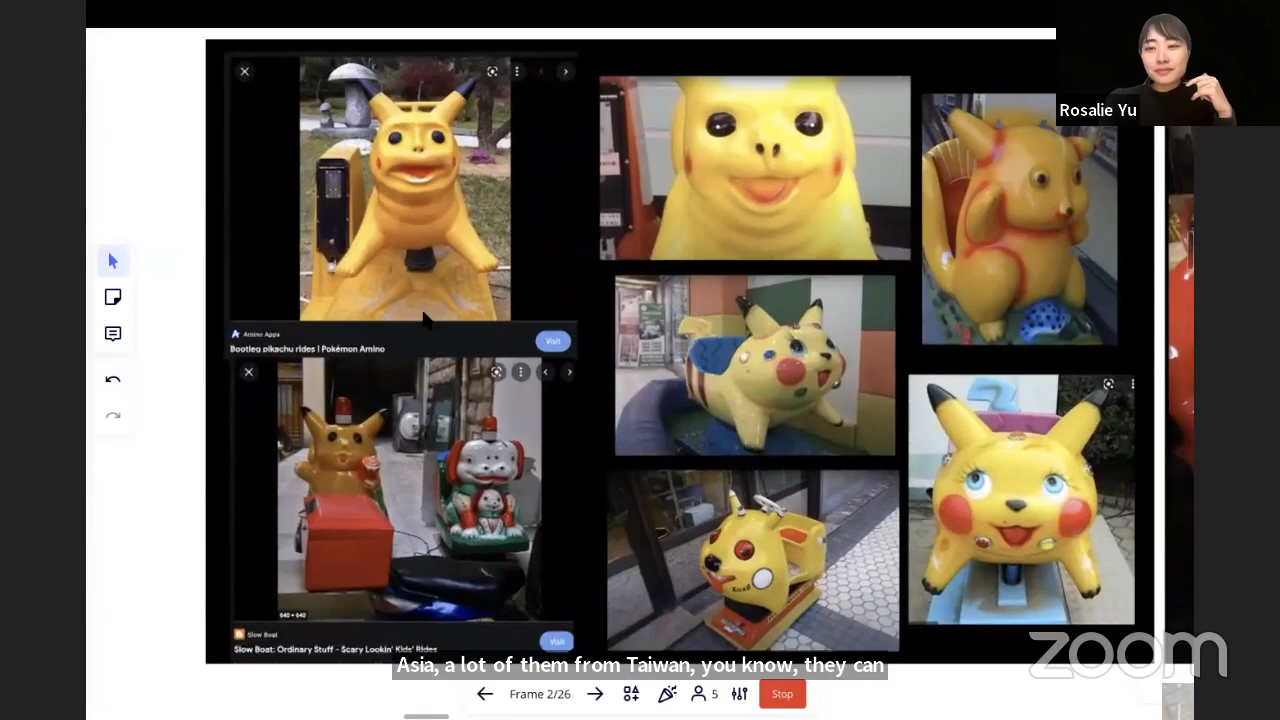 Rosalie Yu
Amino Apps
Bootleg pikachu rides | Pokémon Amino
Visit
640 × 640
Slow Boat
Slow Boat: Ordinary Stuff - Scary Lookin' Kids' Rides
Visit
Asia, a lot of them from Taiwan, you know, they can
zoom
Frame 2/26
5
Stop